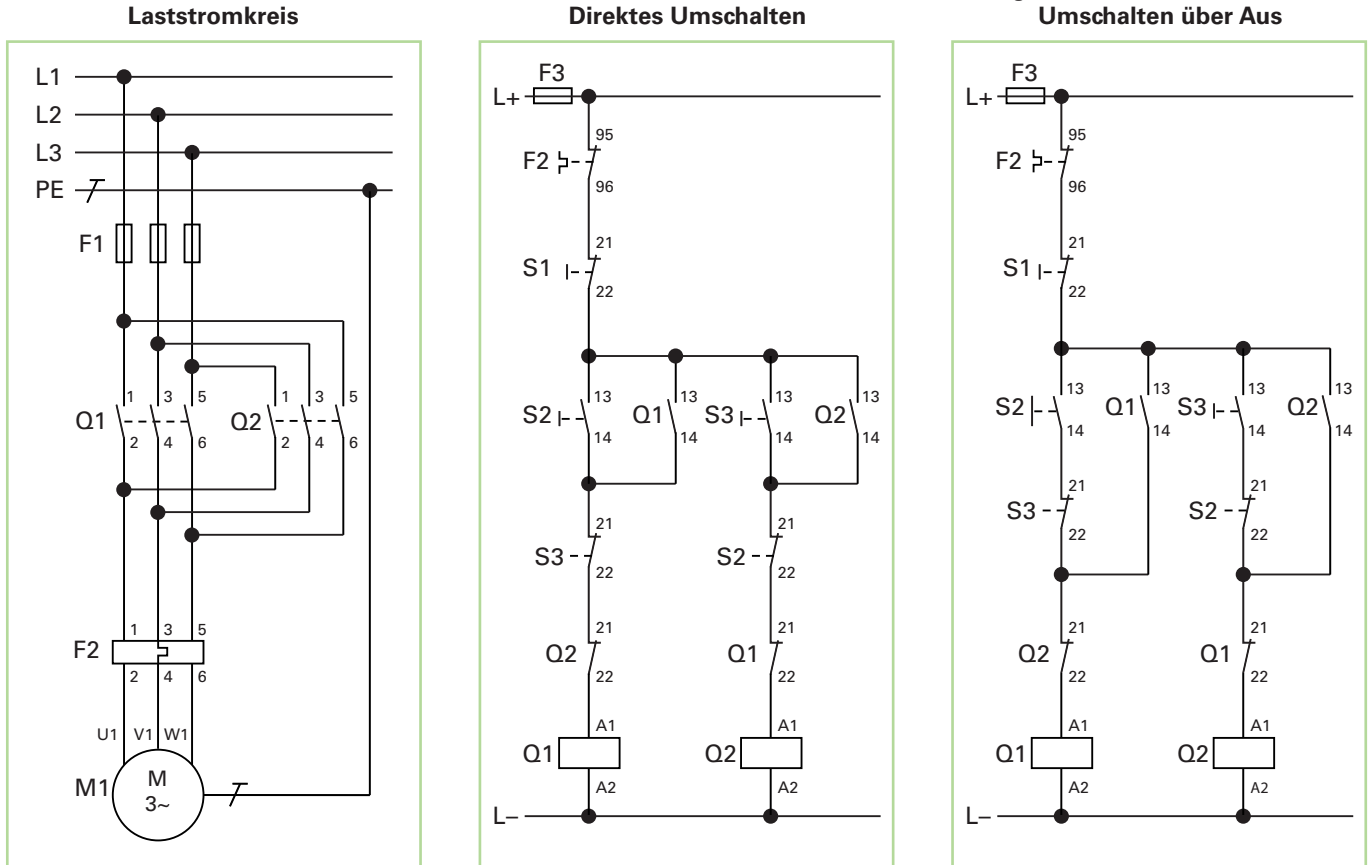 Laststromkreis
L1
L2
L3
PE
F1
1 3 5
Q1
2 4 6
1 3 5
Q2
2 4 6
1 3 5
F2
2 4 6
U1 V1 W1
M1
M
3~
Direktes Umschalten
F3
L+
95
F2
96
21
S1
22
13
S2
14
13
Q1
14
13
S3
14
13
Q2
14
21
S3
22
21
S2
22
21
Q2
22
21
Q1
22
A1
Q1
A2
A1
Q2
A2
L–
Umschalten über Aus
F3
L+
95
F2
96
21
S1
22
13
S2
14
13
Q1
14
13
S3
14
13
Q2
14
21
S3
22
21
S2
22
21
Q2
22
21
Q1
22
A1
Q1
A2
A1
Q2
A2
L–